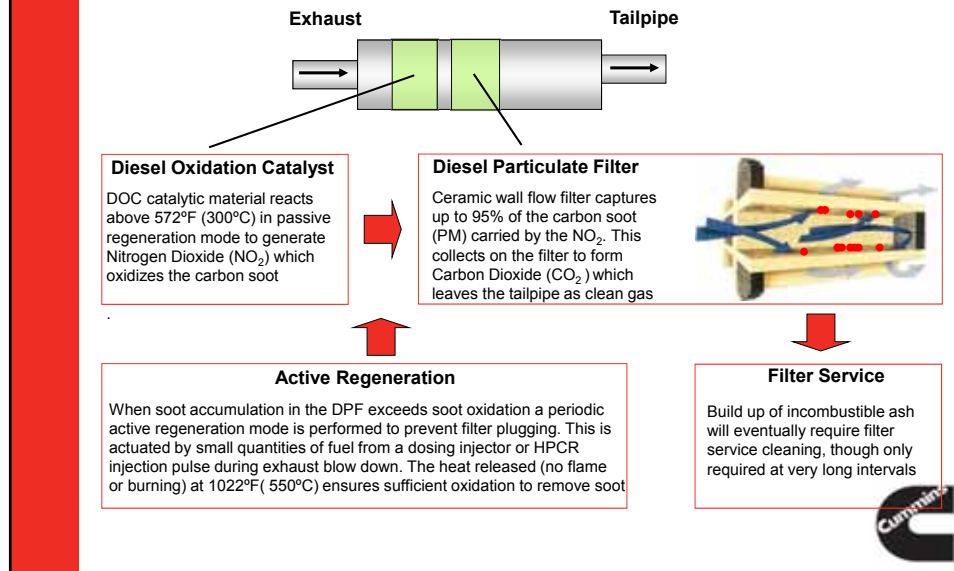 Exhaust
Tailpipe
Diesel Oxidation Catalyst
DOC catalytic material reacts
above 572ºF (300ºC) in passive
regeneration mode to generate
Nitrogen Dioxide (NO₂) which
oxidizes the carbon soot
.
Diesel Particulate Filter
Ceramic wall flow filter captures
up to 95% of the carbon soot
(PM) carried by the NO₂. This
collects on the filter to form
Carbon Dioxide (CO₂ ) which
leaves the tailpipe as clean gas
Active Regeneration
When soot accumulation in the DPF exceeds soot oxidation a periodic
active regeneration mode is performed to prevent filter plugging. This is
actuated by small quantities of fuel from a dosing injector or HPCR
injection pulse during exhaust blow down. The heat released (no flame
or burning) at 1022ºF( 550ºC) ensures sufficient oxidation to remove soot
Filter Service
Build up of incombustible ash
will eventually require filter
service cleaning, though only
required at very long intervals
Cummins